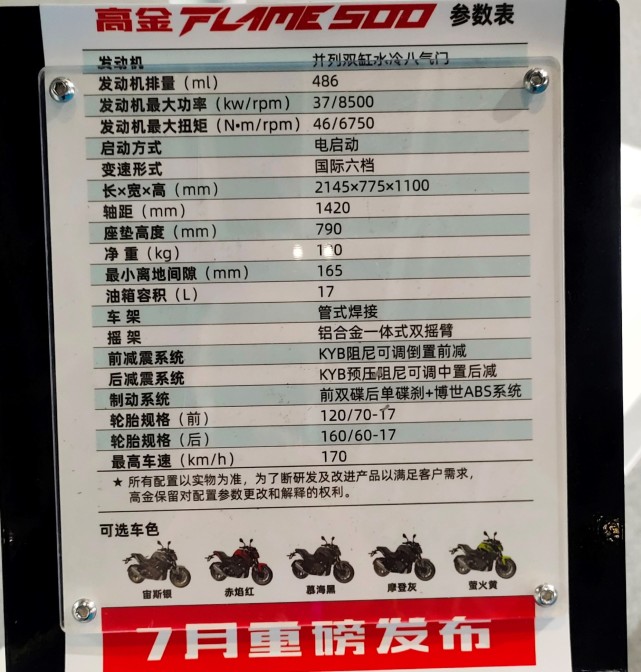 高金 FLAME 500 参数表
发动机 并列双缸水冷八气门
发动机排量（ml） 486
发动机最大功率（kw/rpm） 37/8500
发动机最大扭矩（N•m/rpm） 46/6750
启动方式 电启动
变速形式 国际六档
长×宽×高（mm） 2145×775×1100
轴距（mm） 1420
座垫高度（mm） 790
净 重（kg）
最小离地间隙（mm） 165
油箱容积（L） 17
车 架 管式焊接
摇 架 铝合金一体式双摇臂
前减震系统 KYB阻尼可调倒置前减
后减震系统 KYB预压阻尼可调中置后减
制动系统 前双碟后单碟刹+博世ABS系统
轮胎规格（前） 120/70-17
轮胎规格（后） 160/60-17
最高车速（km/h） 170
★ 所有配置以实物为准，为了断研发及改进产品以满足客户需求，
高金保留对配置参数更改和解释的权利。
可选车色
宙斯银 赤焰红 慕海黑 摩登灰 萤火黄
7月重磅发布